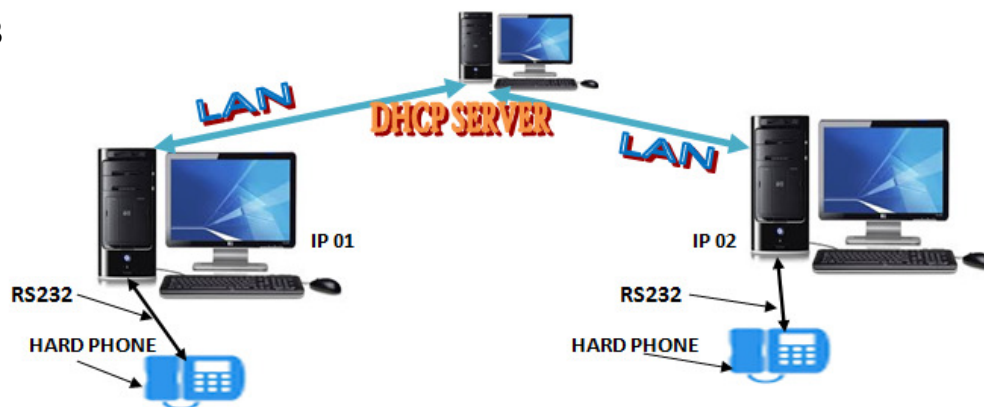 LAN
DHCP SERVER
LAN
IP 01
IP 02
RS232
RS232
HARD PHONE
HARD PHONE